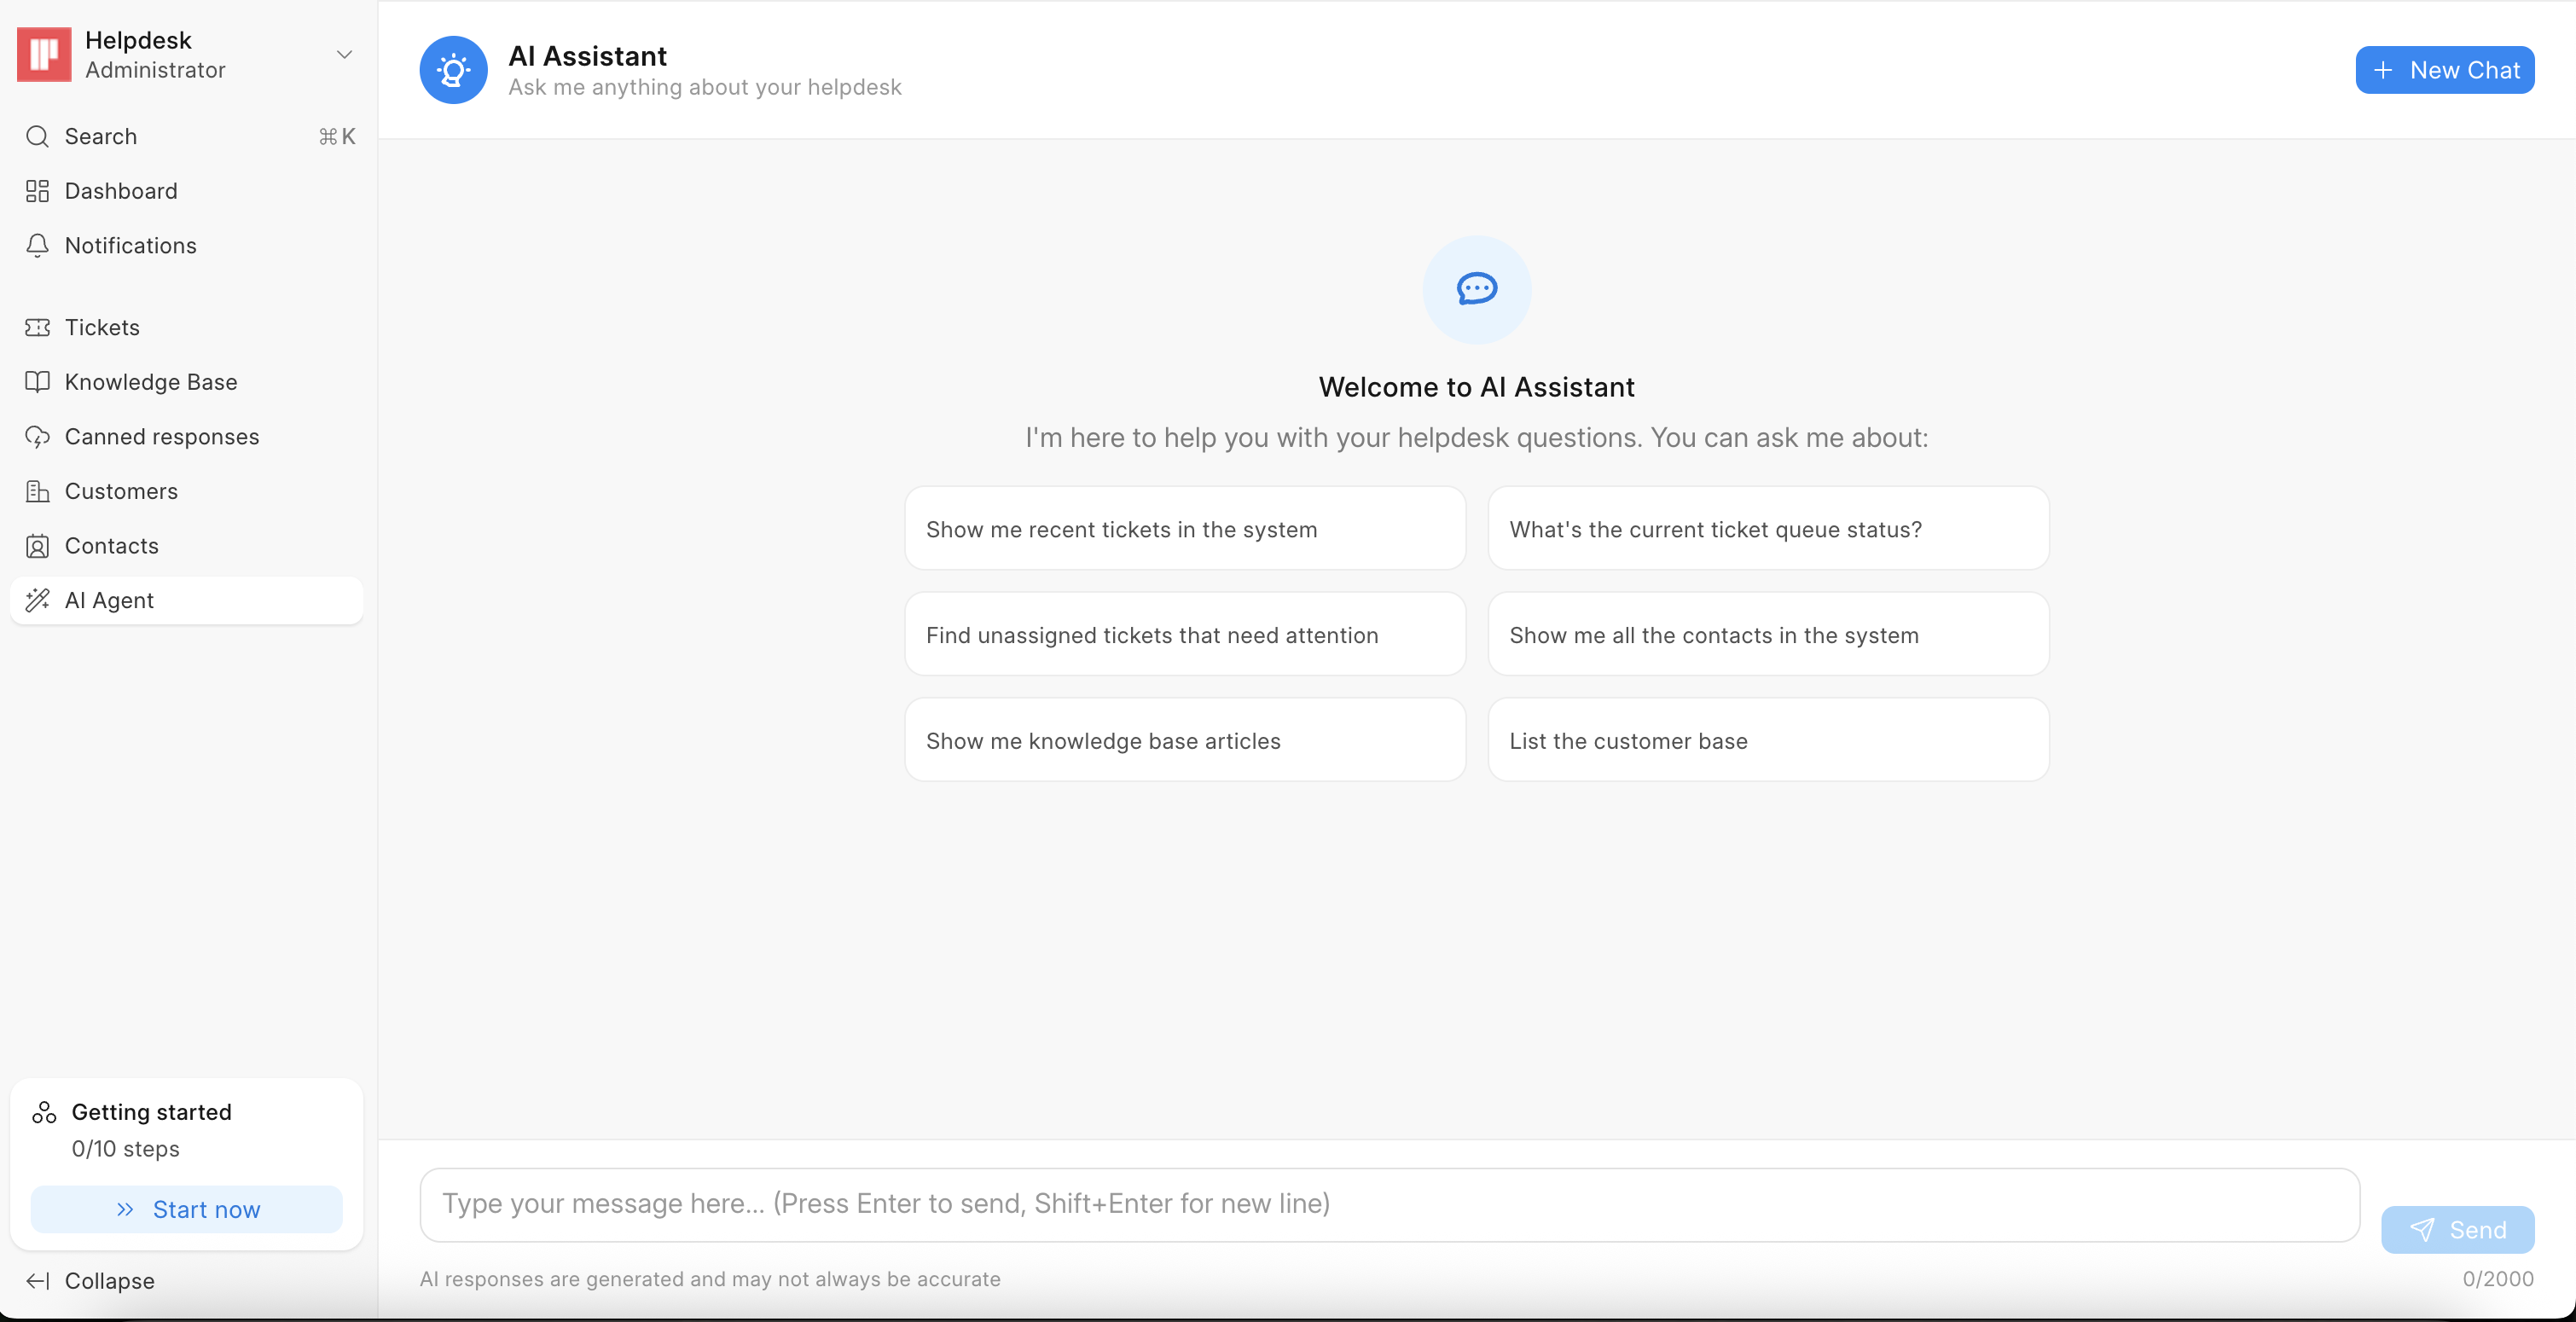 Helpdesk
Administrator
Search ⌘K
Dashboard
Notifications
Tickets
Knowledge Base
Canned responses
Customers
Contacts
AI Agent
Getting started
0/10 steps
Start now
Collapse
AI Assistant
Ask me anything about your helpdesk
New Chat
Welcome to AI Assistant
I'm here to help you with your helpdesk questions. You can ask me about:
Show me recent tickets in the system
What's the current ticket queue status?
Find unassigned tickets that need attention
Show me all the contacts in the system
Show me knowledge base articles
List the customer base
Type your message here... (Press Enter to send, Shift+Enter for new line)
Send
AI responses are generated and may not always be accurate
0/2000